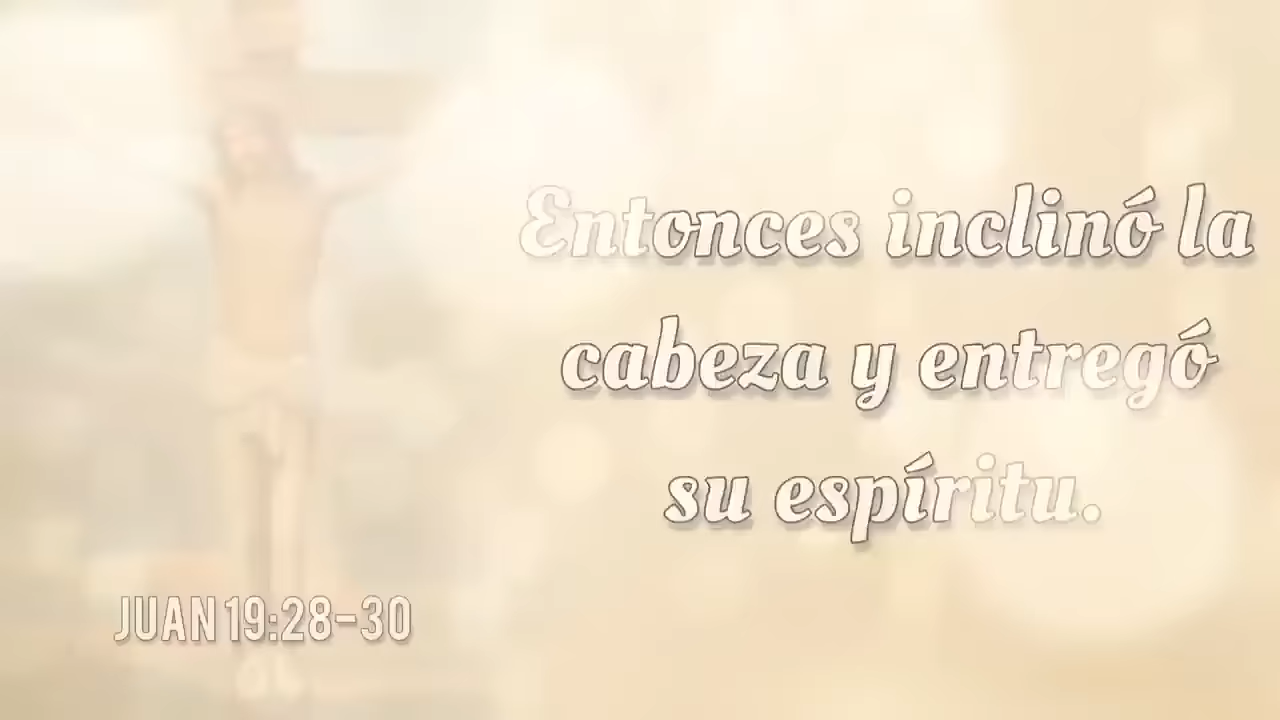 Entonces inclinó la
cabeza y entregó
su espíritu.
JUAN 19:28-30